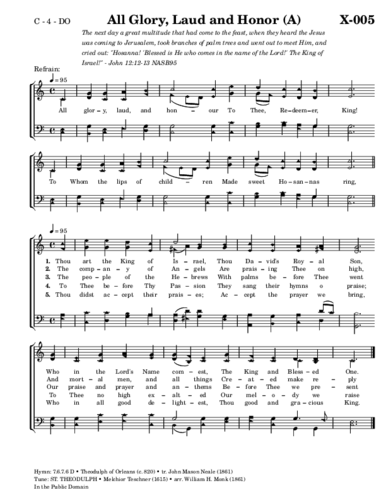 C - 4 - DO
All Glory, Laud and Honor (A)
X-005
The next day a great multitude that had come to the feast, when they heard the Jesus
was coming to Jerusalem, took branches of palm trees and went out to meet Him, and
cried out: "Hosanna! 'Blessed is He who comes in the name of the Lord!' The King of
Israel!" - John 12:12-13 NASB95
Refrain:
= 95
All glo-ry, laud, and hon - our To Thee, Re-deem-er, King!
To Whom the lips of child - ren Made sweet Ho-san-nas ring,
= 95
1. Thou art the King of Is - rael, Thou Da-vid's Roy - al Son,
2. The comp-an - y of An - gels Are prais - ing Thee on high,
3. The peo - ple of the He - brews With palms be - fore Thee went
4. To Thee be - fore Thy Pas - sion They sang their hymns o praise;
5. Thou didst ac - cept their prais - es; Ac - cept the prayer we bring,
Who in the Lord's Name com - est, The King and Bless - ed One.
And mort - al men, and all things Cre - at - ed make re - ply
Our praise and prayer and an - thems Be - fore Thee we pre - sent
To Thee no high ex - alt - ed Our mel - o - dy we raise
Who in all good de - light - est, Thou good and gra - cious King.
Hymn: 7.6.7.6 D • Theodulph of Orleans (c. 820) • tr. John Mason Neale (1861)
Tune: ST. THEODULPH • Melchior Teschner (1615) • arr. William H. Monk (1861)
In the Public Domain